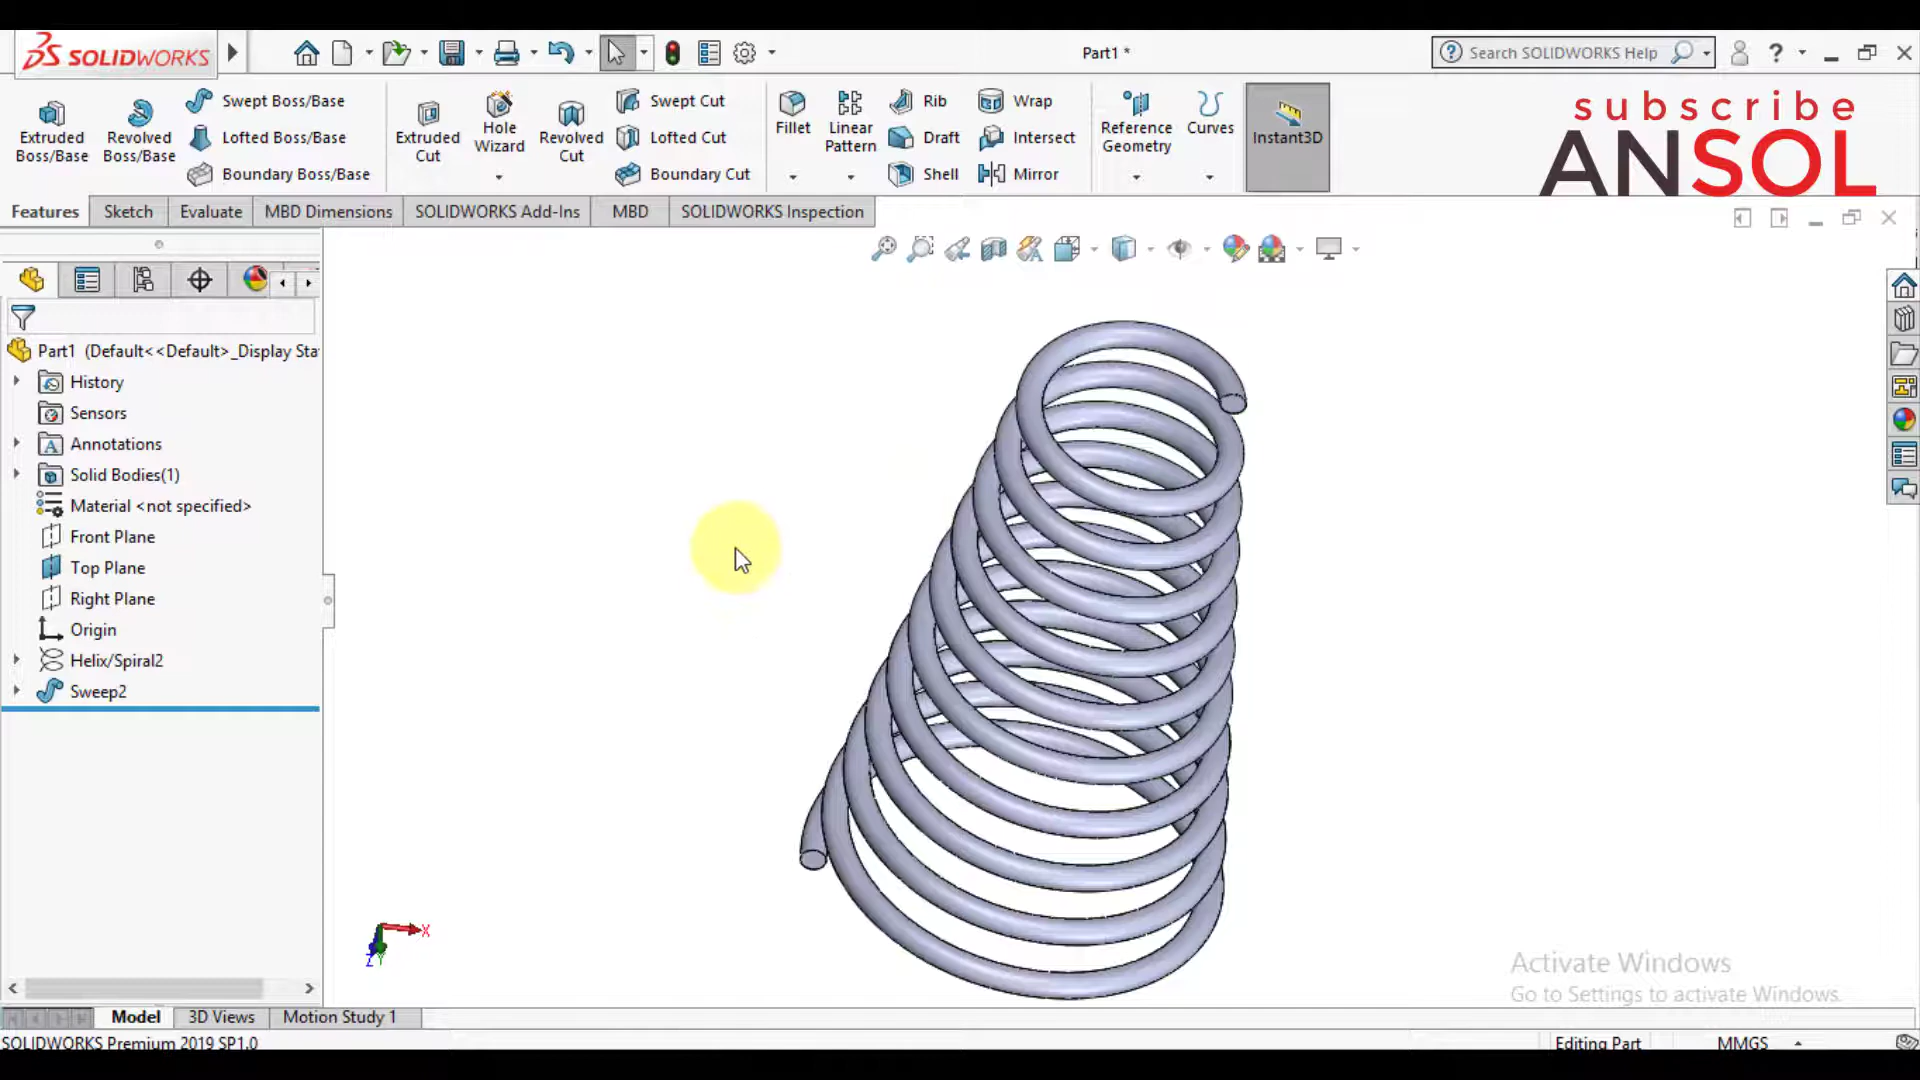 SOLIDWORKS
Part1 *
Search SOLIDWORKS Help
?
Extruded
Boss/Base
Revolved
Boss/Base
Swept Boss/Base
Lofted Boss/Base
Boundary Boss/Base
Extruded
Cut
Hole
Wizard
Revolved
Cut
Swept Cut
Lofted Cut
Boundary Cut
Fillet
Linear
Pattern
Rib
Draft
Shell
Wrap
Intersect
Mirror
Reference
Geometry
Curves
Instant3D
subscribe
ANSOL
Features
Sketch
Evaluate
MBD Dimensions
SOLIDWORKS Add-Ins
MBD
SOLIDWORKS Inspection
Part1 (Default<<Default>_Display Sta
History
Sensors
Annotations
Solid Bodies(1)
Material <not specified>
Front Plane
Top Plane
Right Plane
Origin
Helix/Spiral2
Sweep2
X
Z
Y
Activate Windows
Go to Settings to activate Windows.
Model
3D Views
Motion Study 1
SOLIDWORKS Premium 2019 SP1.0
Editing Part
MMGS